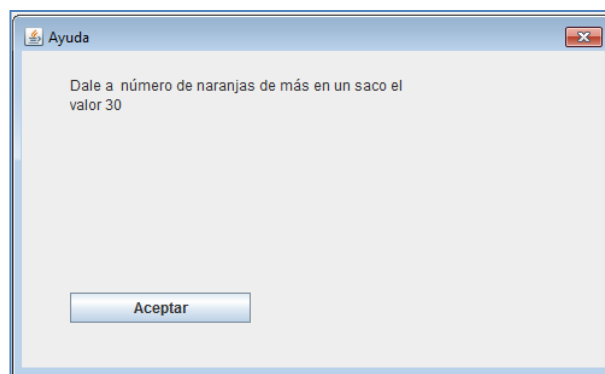 Ayuda
Dale a  número de naranjas de más en un saco el
valor 30
Aceptar